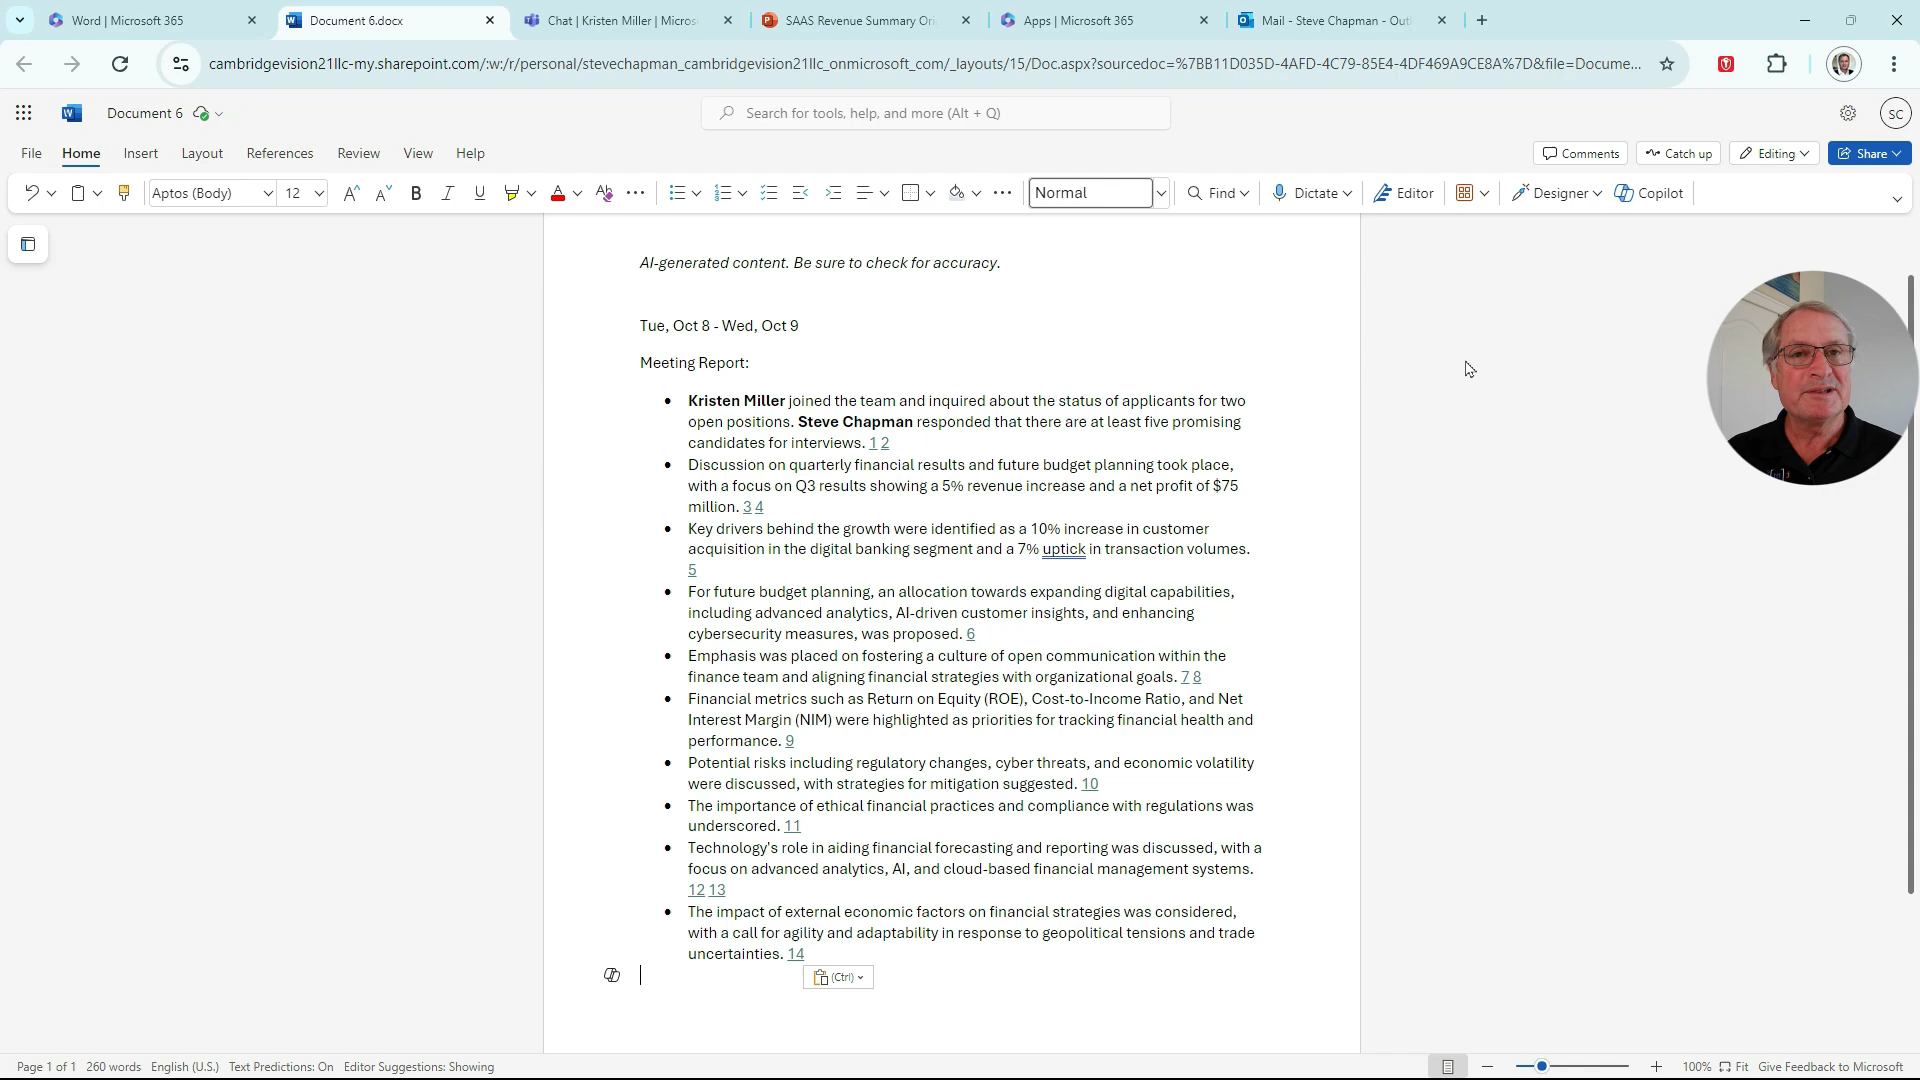 Word | Microsoft 365
Document 6.docx
Chat | Kristen Miller | Micros
SAAS Revenue Summary Ori
Apps | Microsoft 365
Mail - Steve Chapman - Out
cambridgevision21llc-my.sharepoint.com/:w:/r/personal/stevechapman_cambridgevision21llc_onmicrosoft_com/_layouts/15/Doc.aspx?sourcedoc=%7BB11D035D-4AFD-4C79-85E4-4DF469A9CE8A%7D&file=Docume...
Document 6
Search for tools, help, and more (Alt + Q)
SC
File Home Insert Layout References Review View Help
Comments Catch up Editing Share
Aptos (Body) 12 Normal Find Dictate Editor Designer Copilot
AI-generated content. Be sure to check for accuracy.
Tue, Oct 8 - Wed, Oct 9
Meeting Report:
• Kristen Miller joined the team and inquired about the status of applicants for two
open positions. Steve Chapman responded that there are at least five promising
candidates for interviews. 1 2
• Discussion on quarterly financial results and future budget planning took place,
with a focus on Q3 results showing a 5% revenue increase and a net profit of $75
million. 3 4
• Key drivers behind the growth were identified as a 10% increase in customer
acquisition in the digital banking segment and a 7% uptick in transaction volumes.
5
• For future budget planning, an allocation towards expanding digital capabilities,
including advanced analytics, AI-driven customer insights, and enhancing
cybersecurity measures, was proposed. 6
• Emphasis was placed on fostering a culture of open communication within the
finance team and aligning financial strategies with organizational goals. 7 8
• Financial metrics such as Return on Equity (ROE), Cost-to-Income Ratio, and Net
Interest Margin (NIM) were highlighted as priorities for tracking financial health and
performance. 9
• Potential risks including regulatory changes, cyber threats, and economic volatility
were discussed, with strategies for mitigation suggested. 10
• The importance of ethical financial practices and compliance with regulations was
underscored. 11
• Technology's role in aiding financial forecasting and reporting was discussed, with a
focus on advanced analytics, AI, and cloud-based financial management systems.
12 13
• The impact of external economic factors on financial strategies was considered,
with a call for agility and adaptability in response to geopolitical tensions and trade
uncertainties. 14
(Ctrl)
Page 1 of 1 260 words English (U.S.) Text Predictions: On Editor Suggestions: Showing
100% Fit Give Feedback to Microsoft